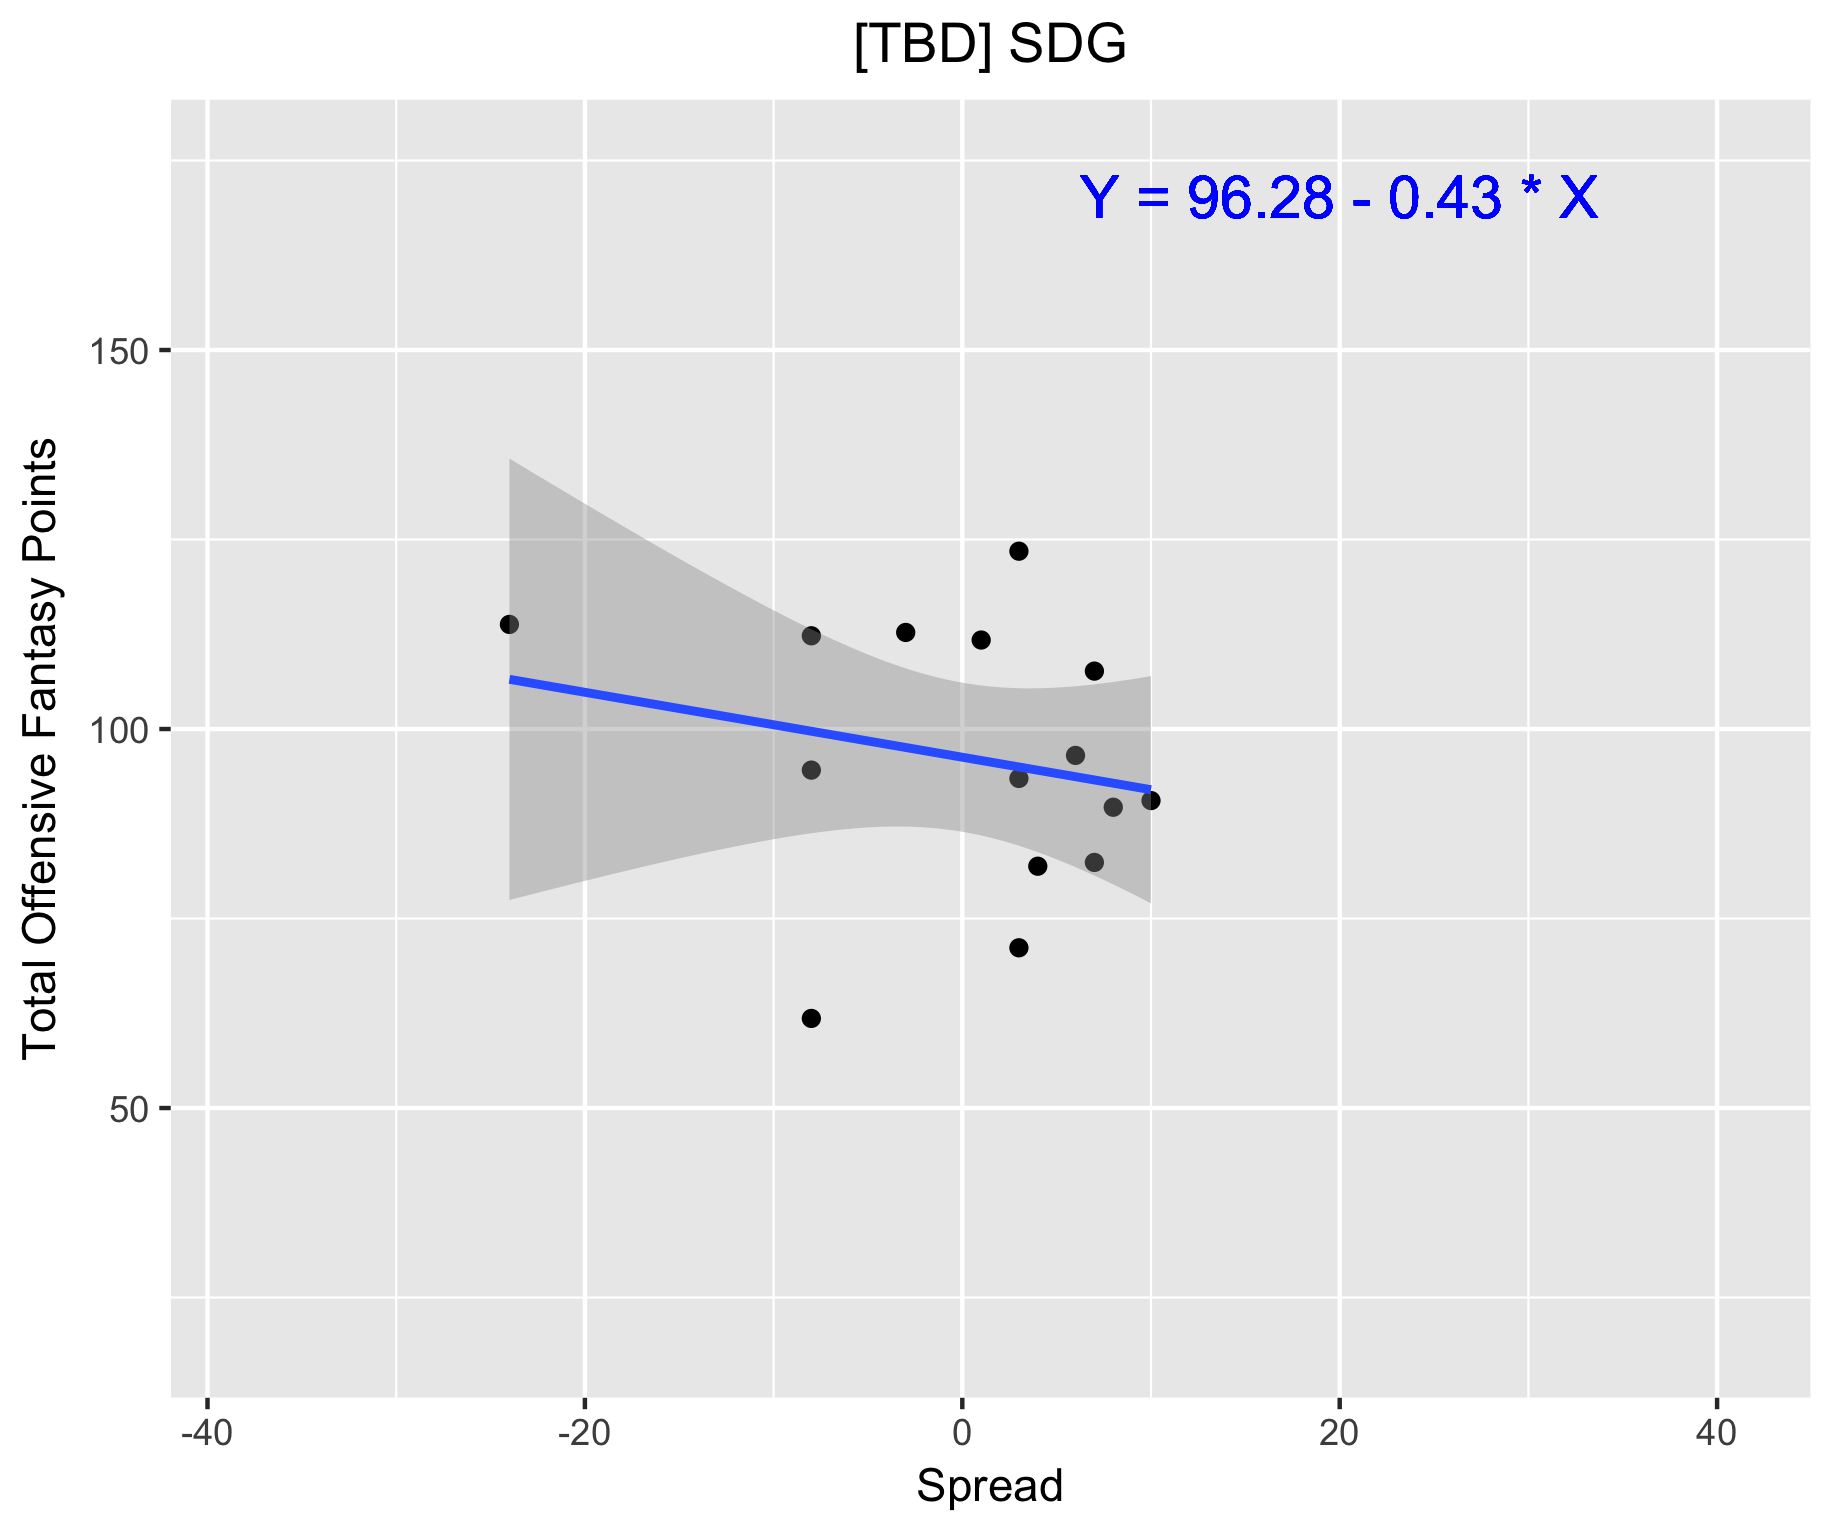 [TBD] SDG
Y = 96.28 - 0.43 * X
Total Offensive Fantasy Points
150
100
50
-40
-20
0
20
40
Spread